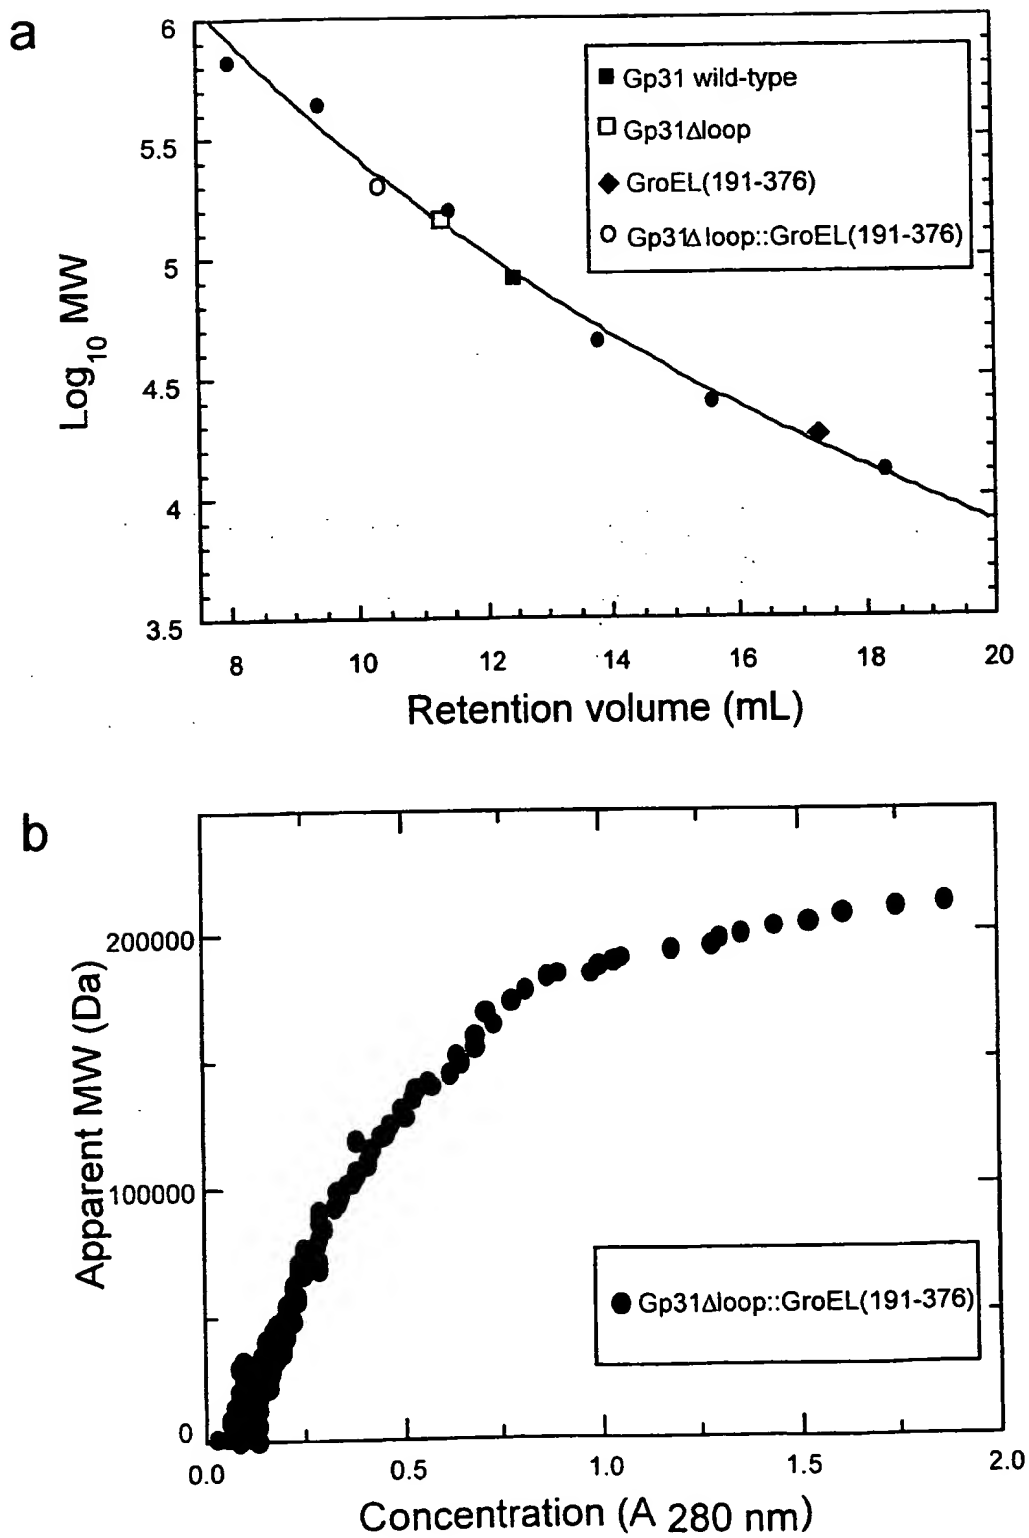 a
6
5.5
5
4.5
4
3.5
Log10 MW
Gp31 wild-type
Gp31Δloop
GroEL(191-376)
Gp31Δloop::GroEL(191-376)
8 10 12 14 16 18 20
Retention volume (mL)
b
200000
100000
0
Apparent MW (Da)
Gp31Δloop::GroEL(191-376)
0.0 0.5 1.0 1.5 2.0
Concentration (A 280 nm)